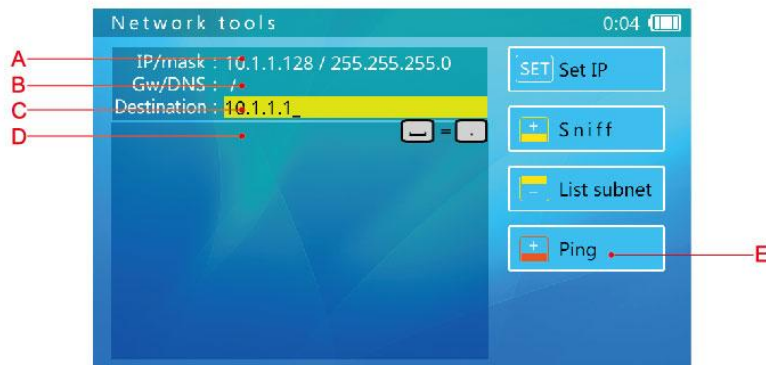 Network tools 0:04
A IP/mask : 10.1.1.128 / 255.255.255.0
B Gw/DNS : /
C Destination : 10.1.1.1_
D ⎵ = .
SET Set IP
+ Sniff
− List subnet
+ Ping E